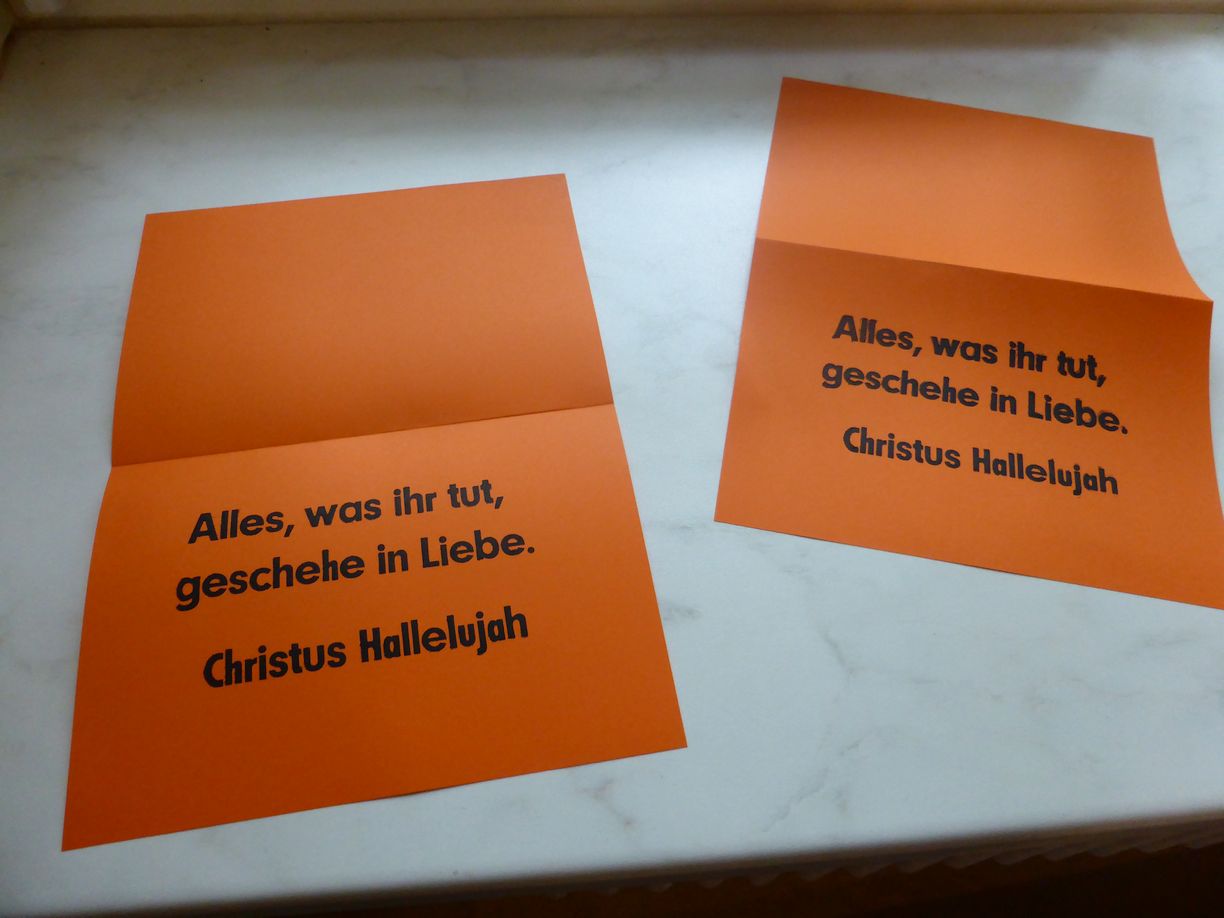 Alles, was ihr tut,
geschehe in Liebe.
Christus Hallelujah
Alles, was ihr tut,
geschehe in Liebe.
Christus Hallelujah